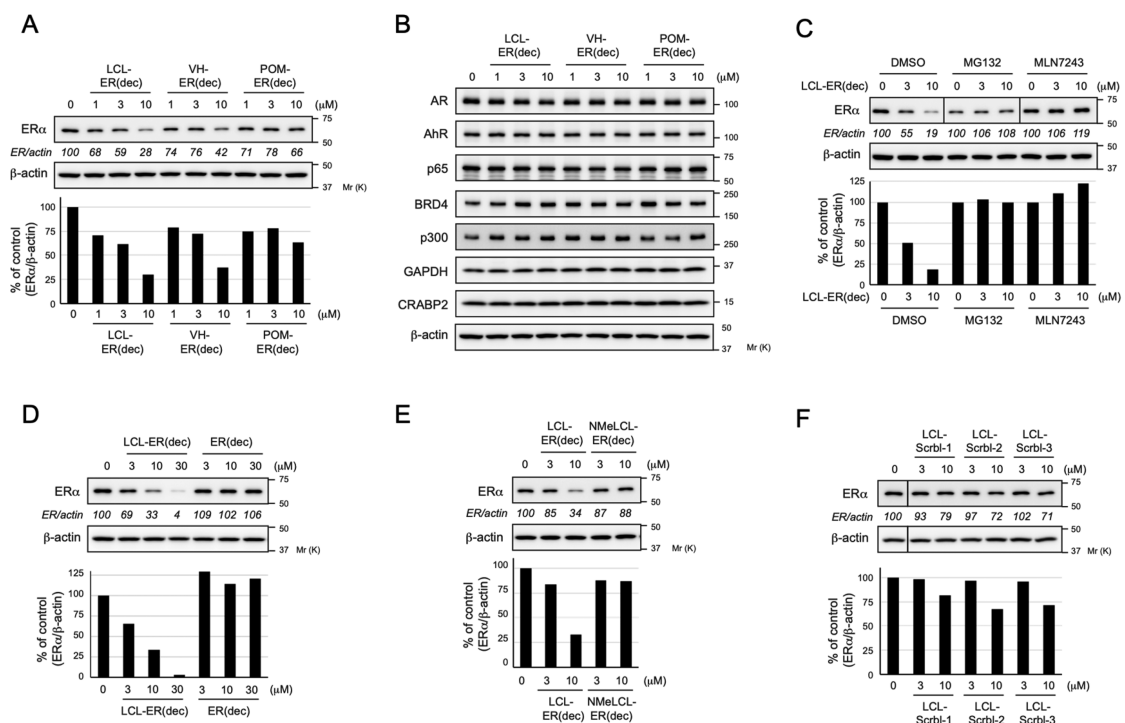 A
LCL- VH- POM-
ER(dec) ER(dec) ER(dec)
0 1 3 10 1 3 10 1 3 10 (μM)
ERα 75
50
ER/actin 100 68 59 28 74 76 42 71 78 66
β-actin 50
37 Mr (K)
% of control
(ERα/β-actin)
100
75
50
25
0
0 1 3 10 1 3 10 1 3 10 (μM)
LCL- VH- POM-
ER(dec) ER(dec) ER(dec)
B
LCL- VH- POM-
ER(dec) ER(dec) ER(dec)
0 1 3 10 1 3 10 1 3 10 (μM)
AR 100
AhR 100
p65 75
50
BRD4 250
150
p300 250
GAPDH 37
CRABP2 15
β-actin 50
37 Mr (K)
C
DMSO MG132 MLN7243
LCL-ER(dec) 0 3 10 0 3 10 0 3 10 (μM)
ERα 75
50
ER/actin 100 55 19 100 106 108 100 106 119
β-actin 50
37 Mr (K)
% of control
(ERα/β-actin)
125
100
75
50
25
0
LCL-ER(dec) 0 3 10 0 3 10 0 3 10 (μM)
DMSO MG132 MLN7243
D
LCL-ER(dec) ER(dec)
0 3 10 30 3 10 30 (μM)
ERα 75
50
ER/actin 100 69 33 4 109 102 106
β-actin 50
37 Mr (K)
% of control
(ERα/β-actin)
125
100
75
50
25
0
0 3 10 30 3 10 30 (μM)
LCL-ER(dec) ER(dec)
E
LCL- NMeLCL-
ER(dec) ER(dec)
0 3 10 3 10 (μM)
ERα 75
50
ER/actin 100 85 34 87 88
β-actin 50
37 Mr (K)
% of control
(ERα/β-actin)
100
75
50
25
0
0 3 10 3 10 (μM)
LCL- NMeLCL-
ER(dec) ER(dec)
F
LCL- LCL- LCL-
Scrbl-1 Scrbl-2 Scrbl-3
0 3 10 3 10 3 10 (μM)
ERα 75
50
ER/actin 100 93 79 97 72 102 71
β-actin 50
37 Mr (K)
% of control
(ERα/β-actin)
100
75
50
25
0
0 3 10 3 10 3 10 (μM)
LCL- LCL- LCL-
Scrbl-1 Scrbl-2 Scrbl-3